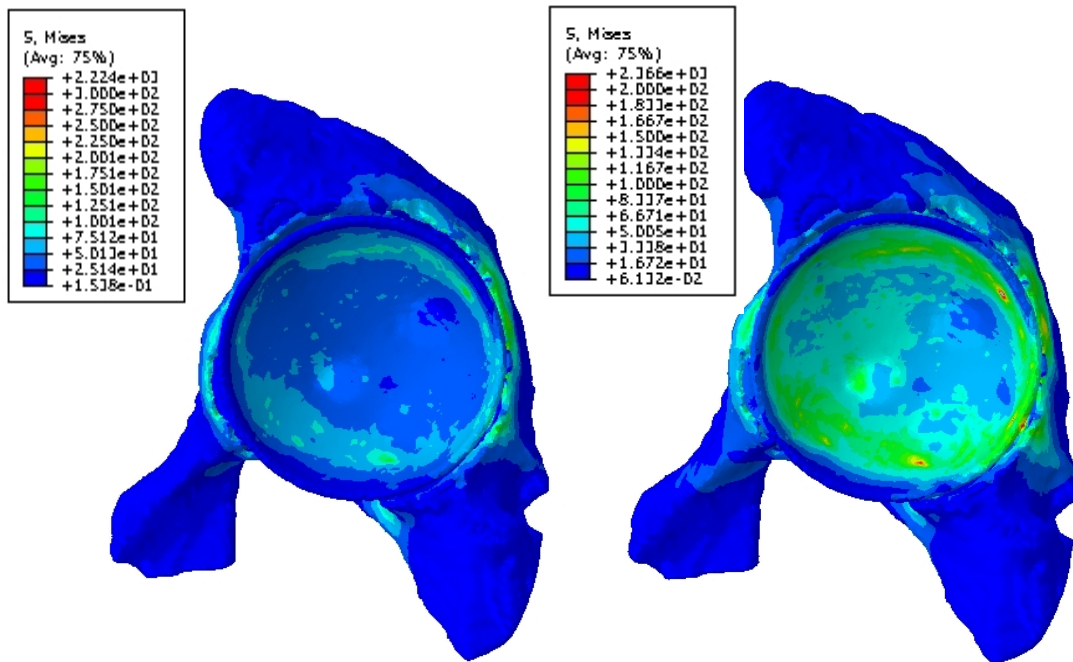 S, Mises
(Avg: 75%)
+2.224e+03
+3.000e+02
+2.750e+02
+2.500e+02
+2.250e+02
+2.001e+02
+1.751e+02
+1.501e+02
+1.251e+02
+1.001e+02
+7.512e+01
+5.013e+01
+2.514e+01
+1.538e-01
S, Mises
(Avg: 75%)
+2.366e+03
+2.000e+02
+1.833e+02
+1.667e+02
+1.500e+02
+1.334e+02
+1.167e+02
+1.000e+02
+8.337e+01
+6.671e+01
+5.005e+01
+3.338e+01
+1.672e+01
+6.132e-02